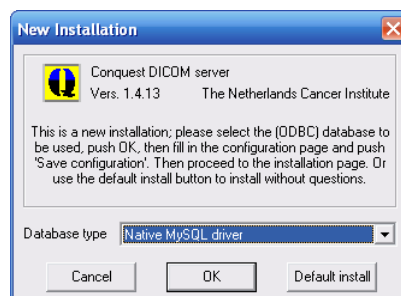 New Installation
Conquest DICOM server
Vers. 1.4.13 The Netherlands Cancer Institute
This is a new installation; please select the (ODBC) database to
be used, push OK, then fill in the configuration page and push
'Save configuration'. Then proceed to the installation page. Or
use the default install button to install without questions.
Database type Native MySQL driver
Cancel OK Default install